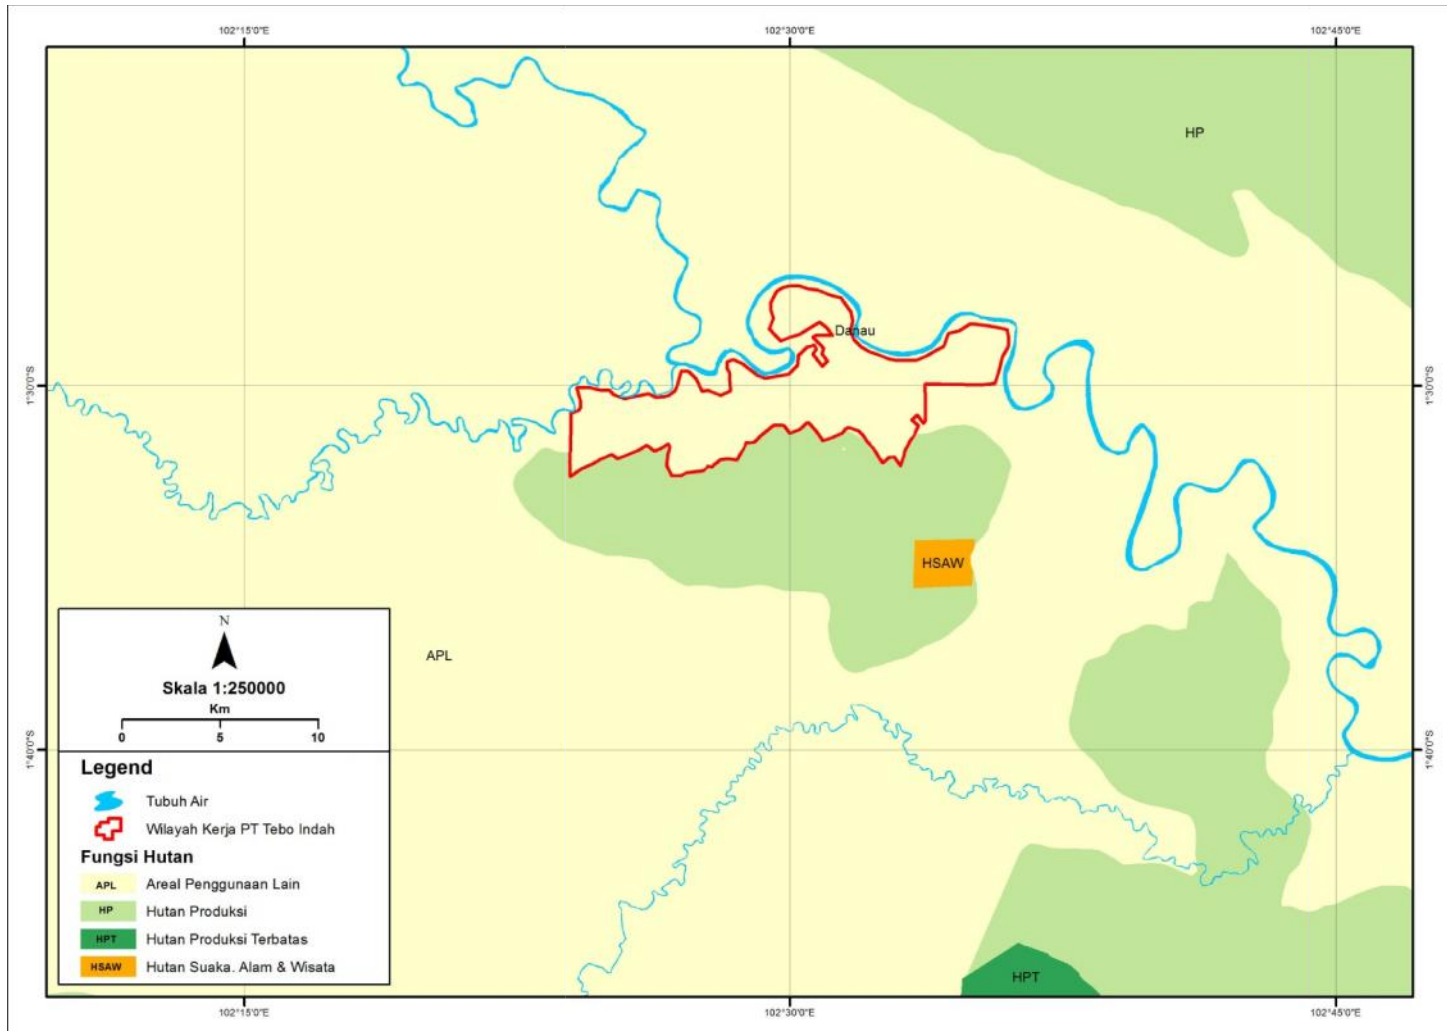 102°15'0"E
102°30'0"E
102°45'0"E
HP
Danau
1°30'0"S
1°30'0"S
HSAW
APL
N
Skala 1:250000
Km
0 5 10
1°40'0"S
1°40'0"S
Legend
Tubuh Air
Wilayah Kerja PT Tebo Indah
Fungsi Hutan
APL Areal Penggunaan Lain
HP Hutan Produksi
HPT Hutan Produksi Terbatas
HSAW Hutan Suaka. Alam & Wisata
HPT
102°15'0"E
102°30'0"E
102°45'0"E